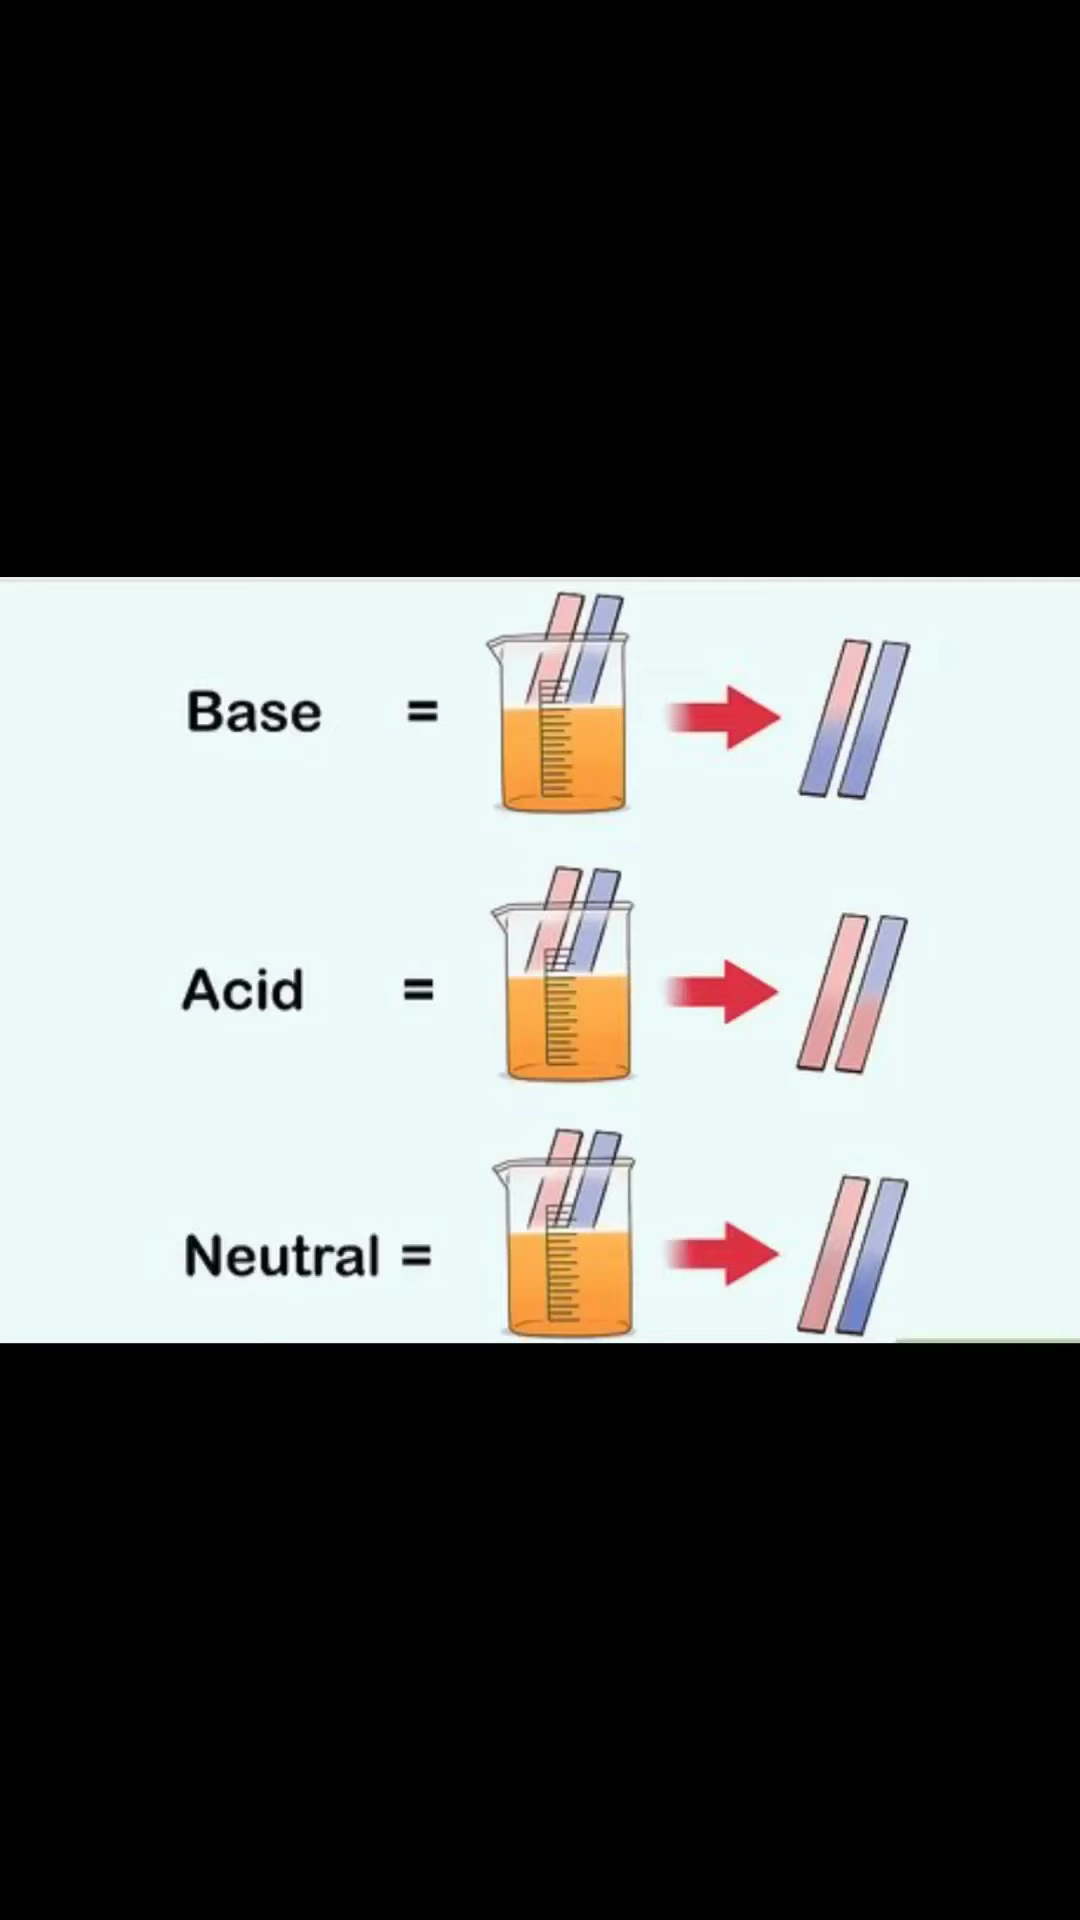 Base =
Acid =
Neutral =